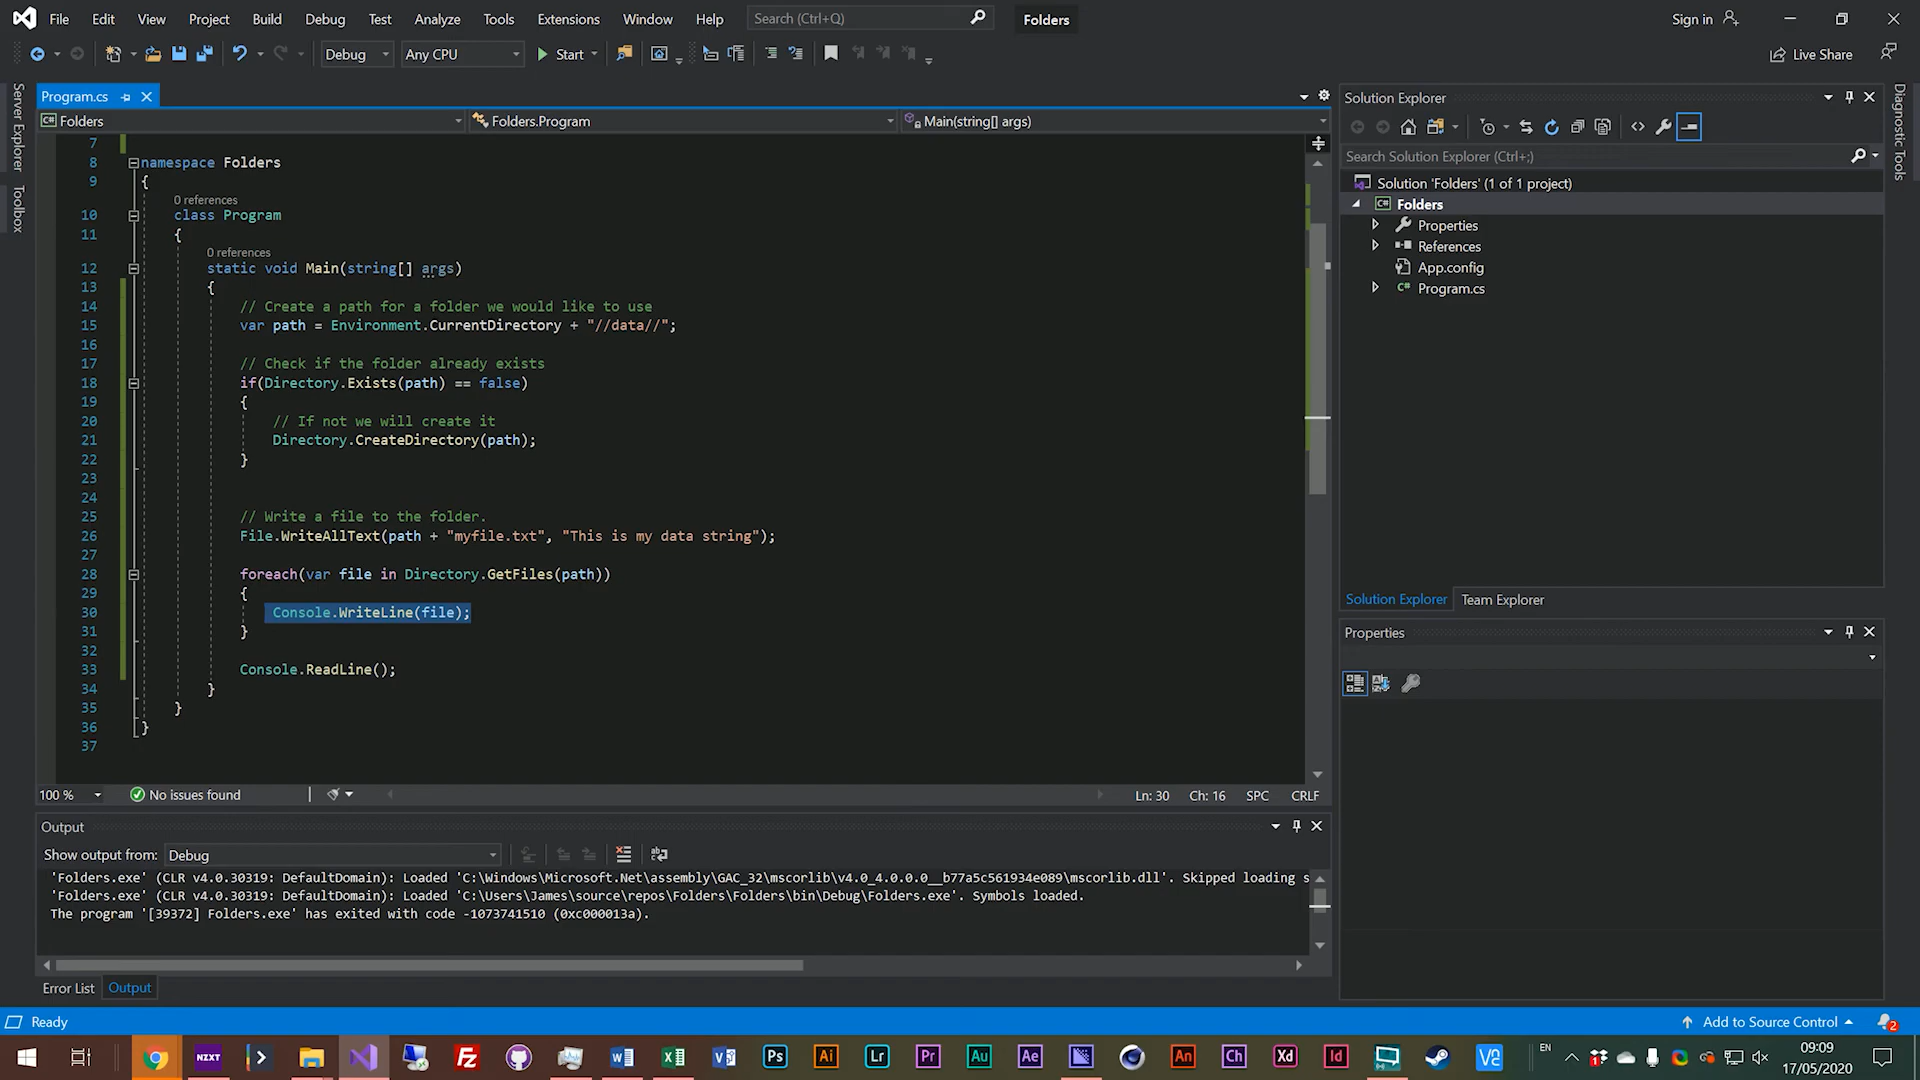 File Edit View Project Build Debug Test Analyze Tools Extensions Window Help Search (Ctrl+Q) Folders Sign in
Debug Any CPU Start Live Share
Server Explorer
Toolbox
Program.cs
Folders Folders.Program Main(string[] args)
7
8 namespace Folders
9 {
0 references
10 class Program
11 {
0 references
12 static void Main(string[] args)
13 {
14 // Create a path for a folder we would like to use
15 var path = Environment.CurrentDirectory + "//data//";
16
17 // Check if the folder already exists
18 if(Directory.Exists(path) == false)
19 {
20 // If not we will create it
21 Directory.CreateDirectory(path);
22 }
23
24
25 // Write a file to the folder.
26 File.WriteAllText(path + "myfile.txt", "This is my data string");
27
28 foreach(var file in Directory.GetFiles(path))
29 {
30 Console.WriteLine(file);
31 }
32
33 Console.ReadLine();
34 }
35 }
36 }
37
100 % No issues found Ln: 30 Ch: 16 SPC CRLF
Output
Show output from: Debug
'Folders.exe' (CLR v4.0.30319: DefaultDomain): Loaded 'C:\Windows\Microsoft.Net\assembly\GAC_32\mscorlib\v4.0_4.0.0.0__b77a5c561934e089\mscorlib.dll'. Skipped loading s
'Folders.exe' (CLR v4.0.30319: DefaultDomain): Loaded 'C:\Users\James\source\repos\Folders\Folders\bin\Debug\Folders.exe'. Symbols loaded.
The program '[39372] Folders.exe' has exited with code -1073741510 (0xc000013a).
Error List Output
Solution Explorer
Search Solution Explorer (Ctrl+;)
Solution 'Folders' (1 of 1 project)
C# Folders
Properties
References
App.config
C# Program.cs
Solution Explorer Team Explorer
Properties
Diagnostic Tools
Ready Add to Source Control 2
NZXT Ps Ai Lr Pr Au Ae An Ch Xd Id EN 09:09
17/05/2020